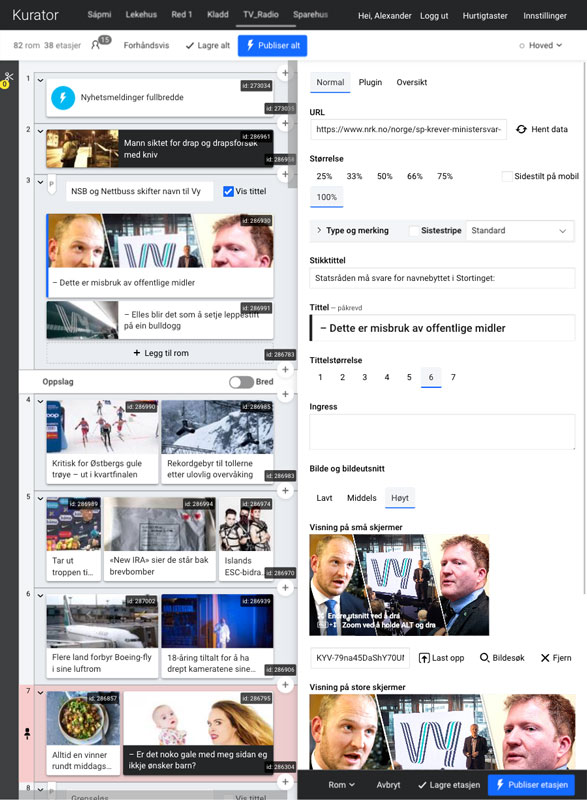 Kurator
Sápmi Lekehus Red 1 Kladd TV_Radio Sparehus
Hei, Alexander Logg ut Hurtigtaster Innstillinger
82 rom 38 etasjer 15 Forhåndsvis Lagre alt Publiser alt Hoved
0
1
id: 273034
Nyhetsmeldinger fullbredde
id: 273035
2
id: 286961
Mann siktet for drap og drapsforsøk
med kniv
3
P
NSB og Nettbuss skifter navn til Vy
Vis tittel
id: 286930
– Dette er misbruk av offentlige midler
id: 286991
– Elles blir det som å setje leppestift
på ein bulldogg
+ Legg til rom
id: 286783
Oppslag Bred
4
id: 286990
Kritisk for Østbergs gule
trøye – ut i kvartfinalen
id: 286985
Rekordgebyr til tollerne
etter ulovlig overvåking
id: 286983
5
id: 286989
Tar ut
troppen ti...
id: 286994
«New IRA» sier de står bak
brevbomber
id: 286974
Islands
ESC-bidra...
id: 286970
6
id: 287002
Flere land forbyr Boeing-fly
i sine luftrom
id: 286939
18-åring tiltalt for å ha
drept kameratene sine...
id: 286906
7
id: 286857
Alltid en vinner
rundt middags...
id: 286795
– Er det noko gale med meg sidan eg
ikkje ønsker barn?
id: 286304
8
Grenseløs
Vis tittel
Normal Plugin Oversikt
URL
https://www.nrk.no/norge/sp-krever-ministersvar-
Hent data
Størrelse
25% 33% 50% 66% 75%
Sidestilt på mobil
100%
Type og merking Sistestripe Standard
Stikktittel
Statsråden må svare for navnebyttet i Stortinget:
Tittel – påkrevd
– Dette er misbruk av offentlige midler
Tittelstørrelse
1 2 3 4 5 6 7
Ingress
Bilde og bildeutsnitt
Lavt Middels Høyt
Visning på små skjermer
Endre utsnitt ved å dra
Zoom ved å holde ALT og dra
KYV-79na45DaShY70Uf
Last opp Bildesøk Fjern
Visning på store skjermer
Rom Avbryt Lagre etasjen Publiser etasjen